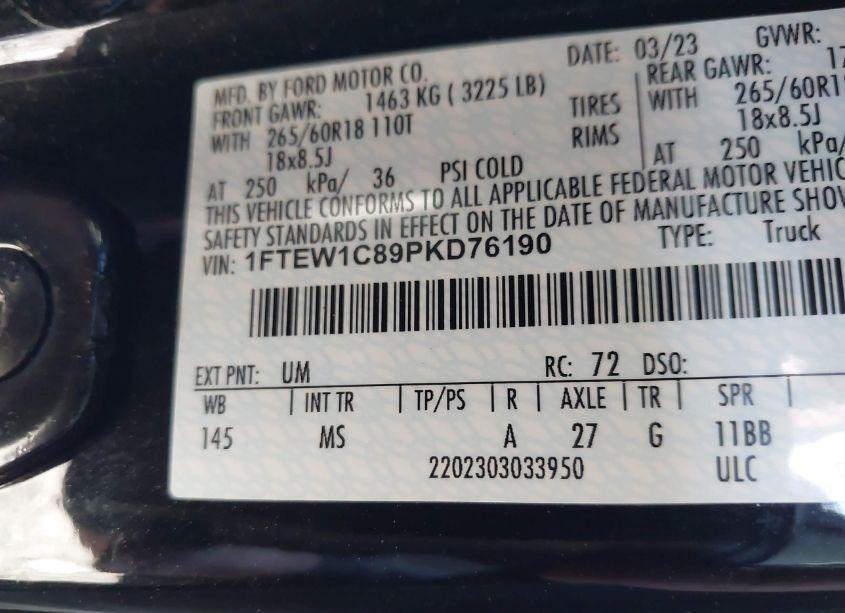 MFD. BY FORD MOTOR CO. DATE: 03/23 GVWR:
FRONT GAWR: 1463 KG ( 3225 LB) REAR GAWR: 17
WITH 265/60R18 110T TIRES WITH 265/60R18
18x8.5J RIMS 18x8.5J
AT 250 kPa/ 36 PSI COLD AT 250 kPa/
THIS VEHICLE CONFORMS TO ALL APPLICABLE FEDERAL MOTOR VEHIC
SAFETY STANDARDS IN EFFECT ON THE DATE OF MANUFACTURE SHOW
VIN: 1FTEW1C89PKD76190 TYPE: Truck
EXT PNT: UM RC: 72 DSO:
WB INT TR TP/PS R AXLE TR SPR
145 MS A 27 G 11BB
2202303033950 ULC